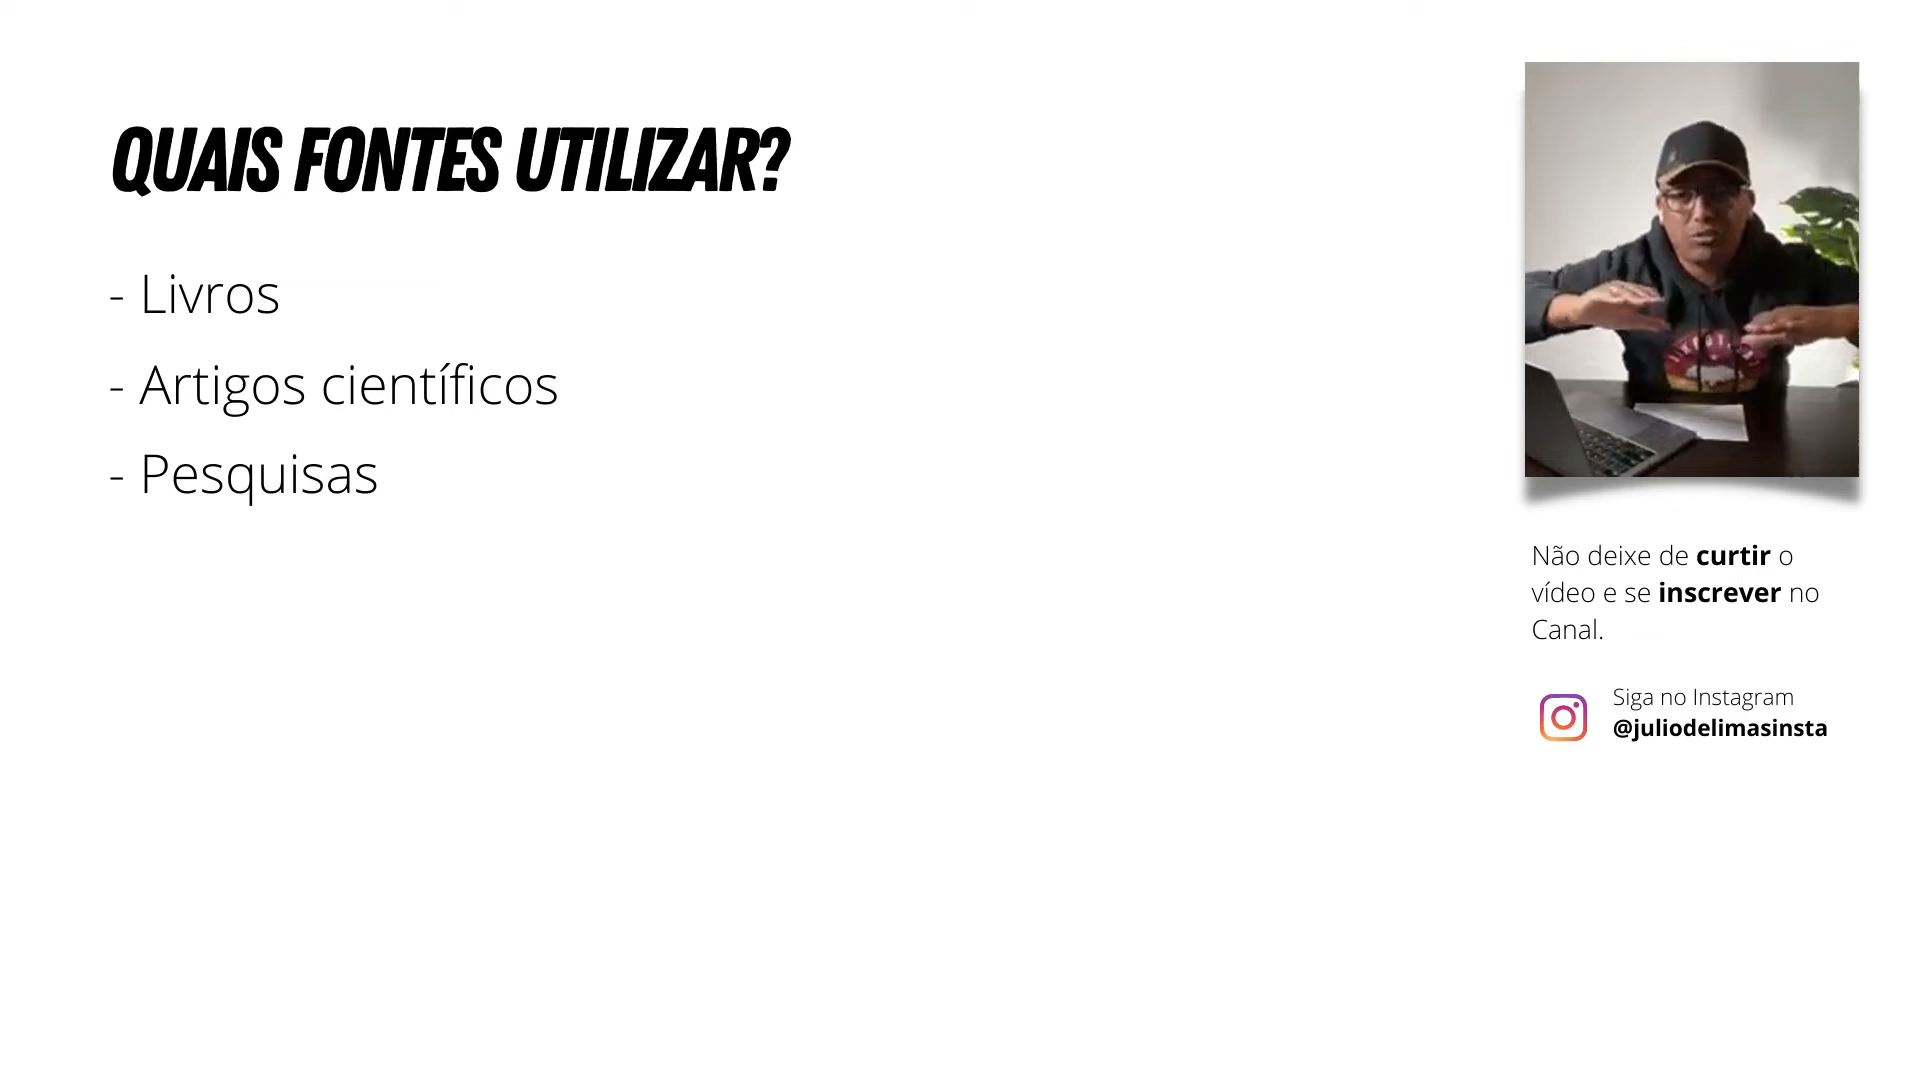 QUAIS FONTES UTILIZAR?
- Livros
- Artigos científicos
- Pesquisas
Não deixe de curtir o
vídeo e se inscrever no
Canal.
Siga no Instagram
@juliodelimasinsta